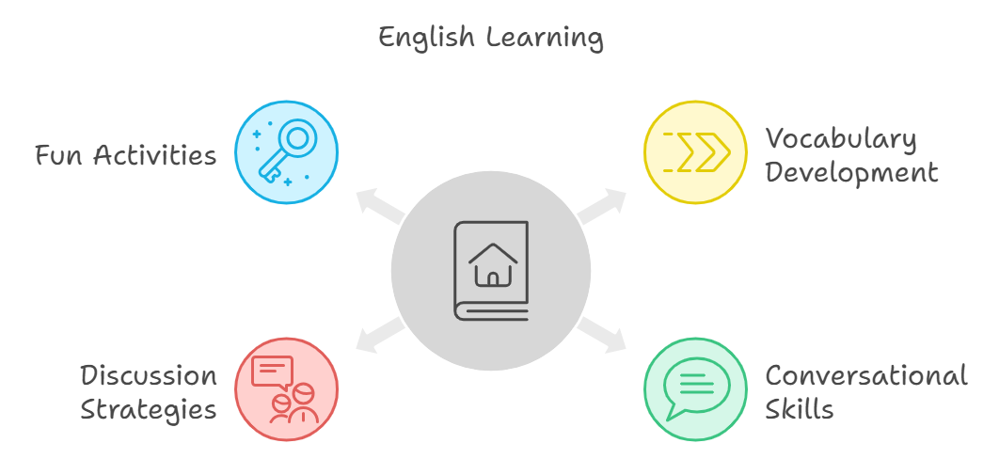 English Learning
Fun Activities
Vocabulary
Development
Discussion
Strategies
Conversational
Skills